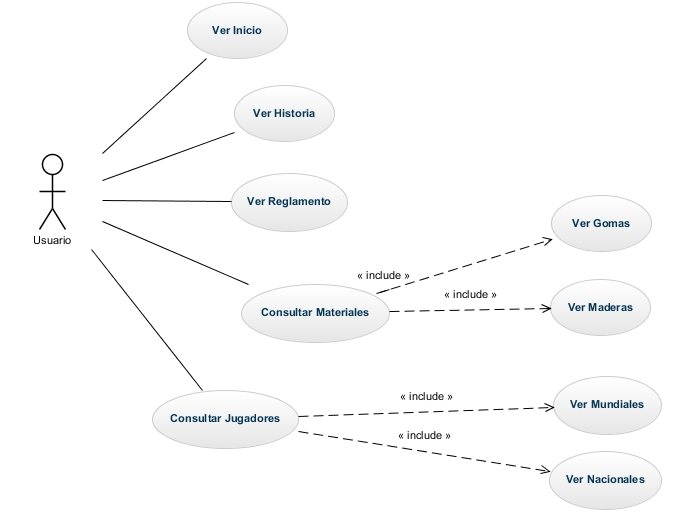 Ver Inicio
Ver Historia
Ver Reglamento
Usuario
Ver Gomas
« include »
« include »
Consultar Materiales
Ver Maderas
« include »
Ver Mundiales
Consultar Jugadores
« include »
Ver Nacionales